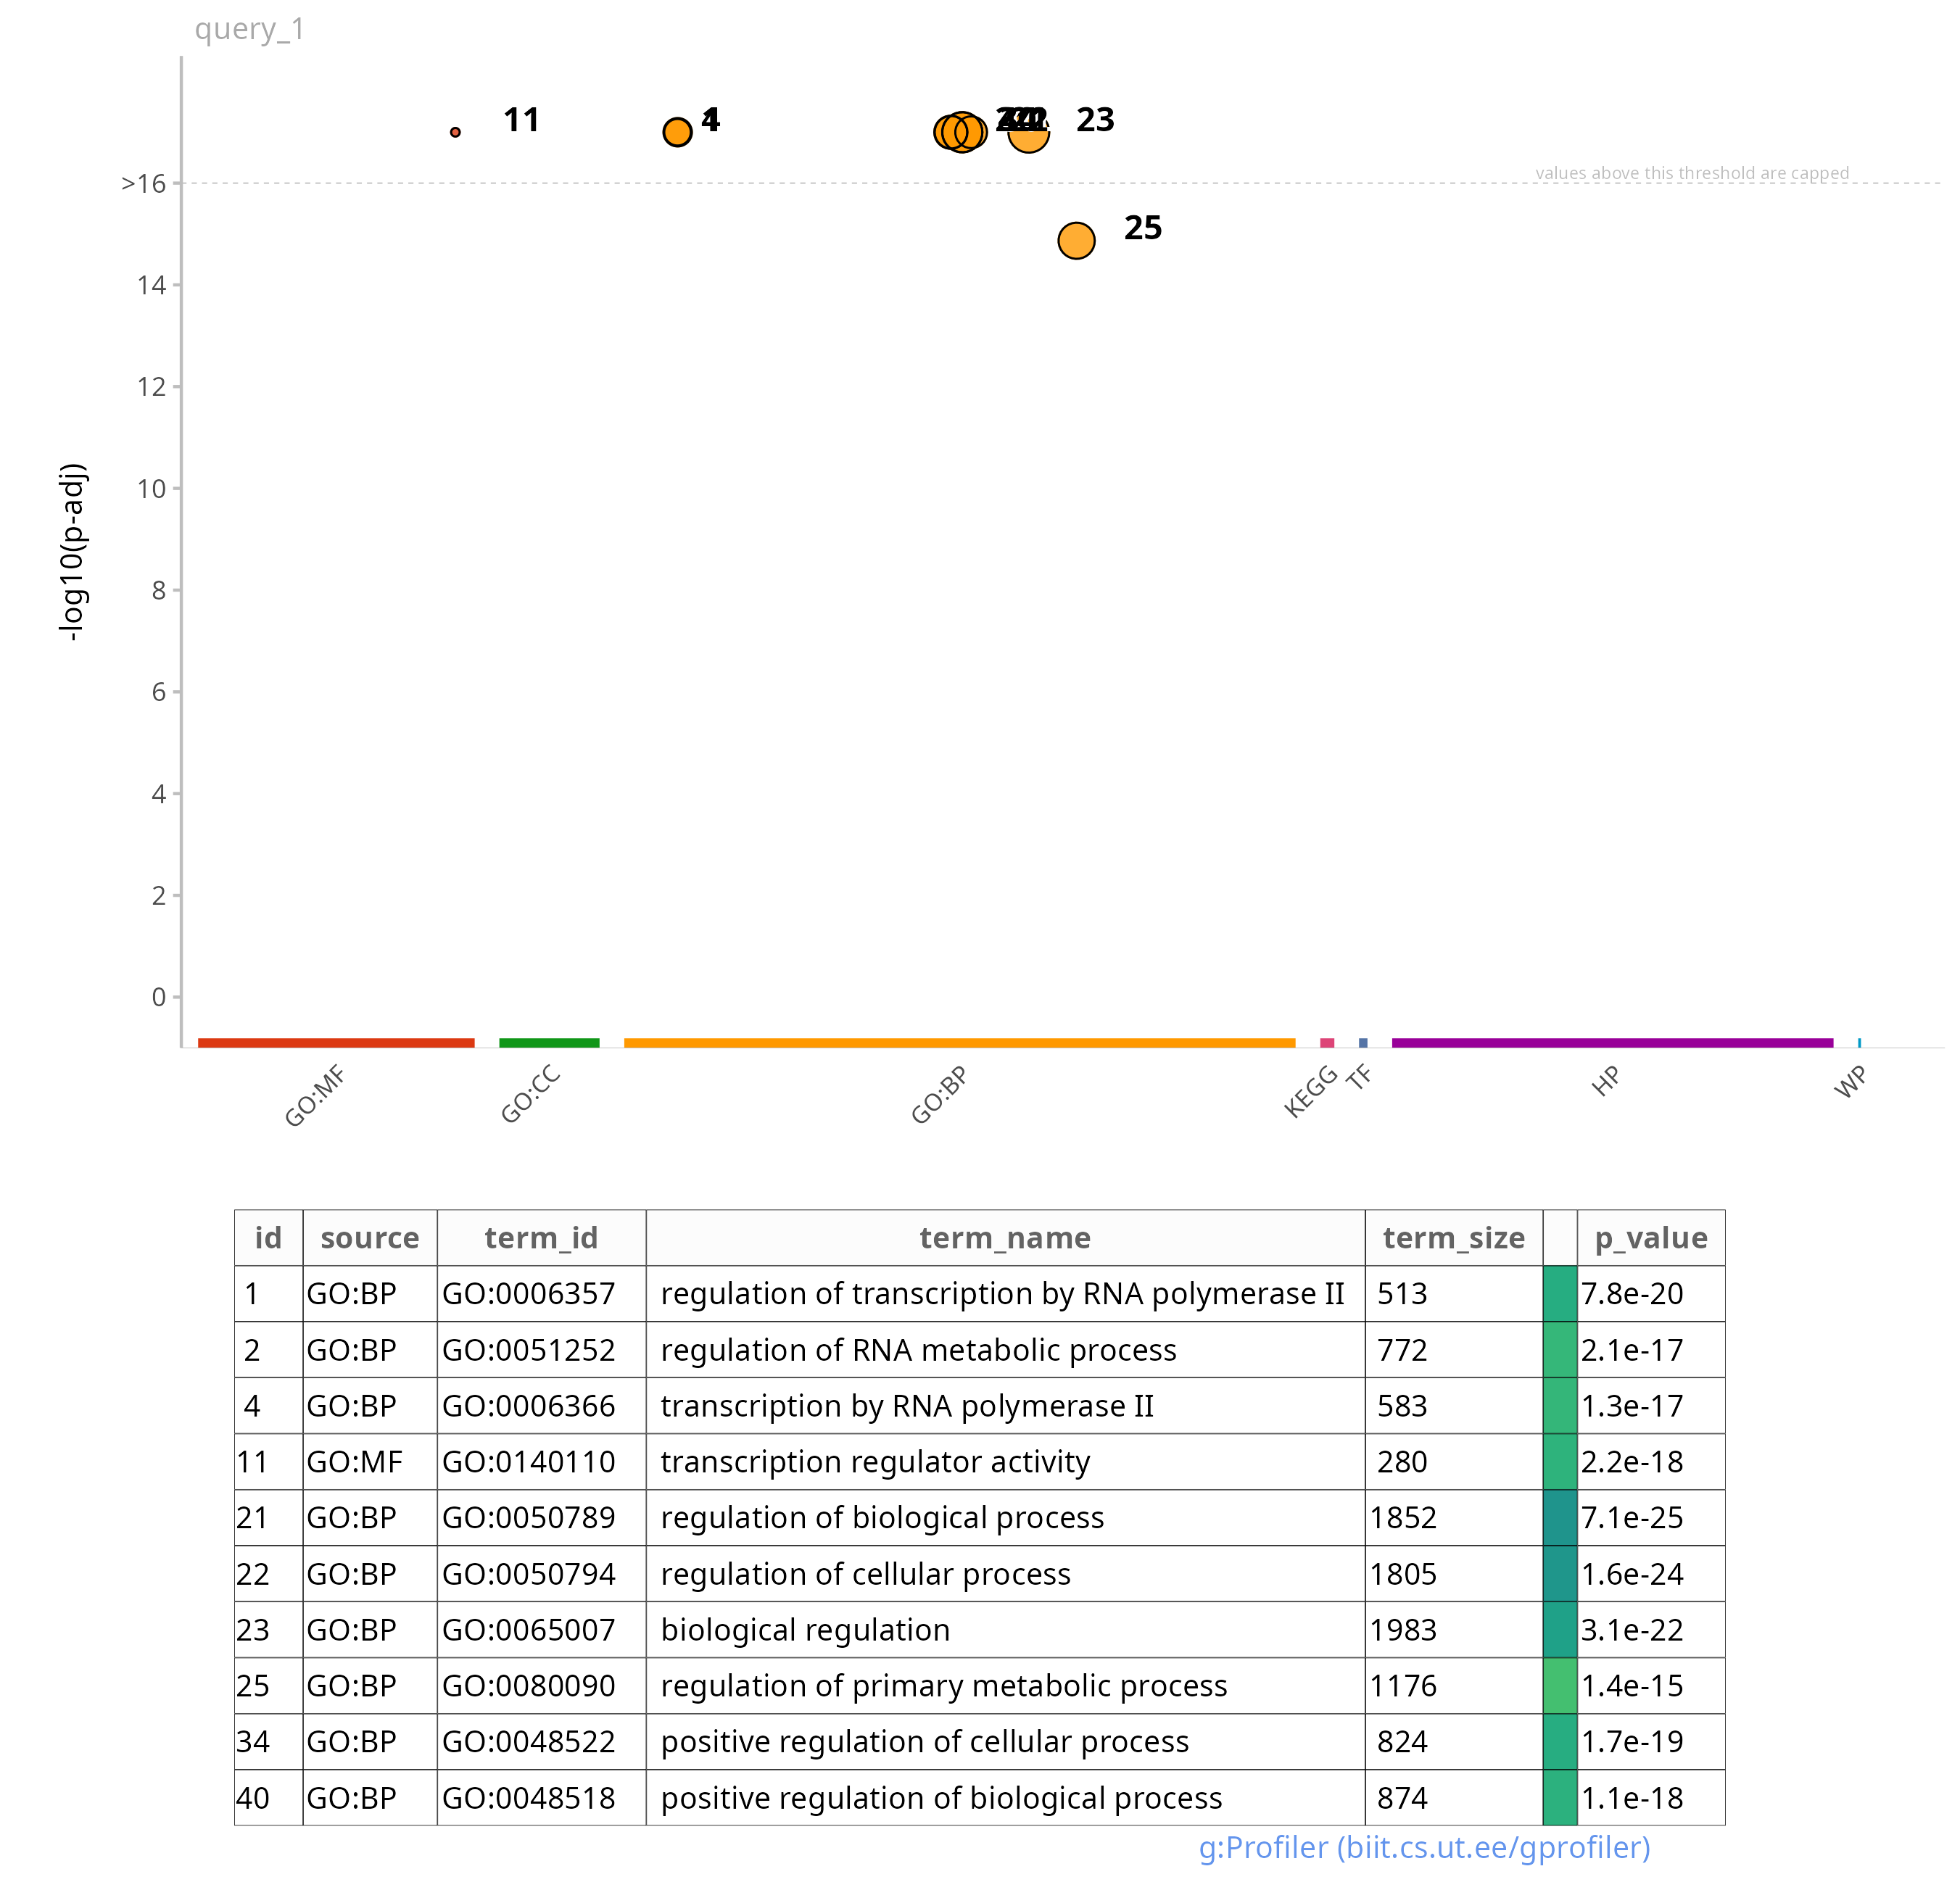 query_1
11
4
23
>16
values above this threshold are capped
25
14
12
10
8
6
4
2
0
-log10(p-adj)
GO:MF
GO:CC
GO:BP
KEGG
TF
HP
WP
id source term_id term_name term_size p_value
1 GO:BP GO:0006357 regulation of transcription by RNA polymerase II 513 7.8e-20
2 GO:BP GO:0051252 regulation of RNA metabolic process 772 2.1e-17
4 GO:BP GO:0006366 transcription by RNA polymerase II 583 1.3e-17
11 GO:MF GO:0140110 transcription regulator activity 280 2.2e-18
21 GO:BP GO:0050789 regulation of biological process 1852 7.1e-25
22 GO:BP GO:0050794 regulation of cellular process 1805 1.6e-24
23 GO:BP GO:0065007 biological regulation 1983 3.1e-22
25 GO:BP GO:0080090 regulation of primary metabolic process 1176 1.4e-15
34 GO:BP GO:0048522 positive regulation of cellular process 824 1.7e-19
40 GO:BP GO:0048518 positive regulation of biological process 874 1.1e-18
g:Profiler (biit.cs.ut.ee/gprofiler)